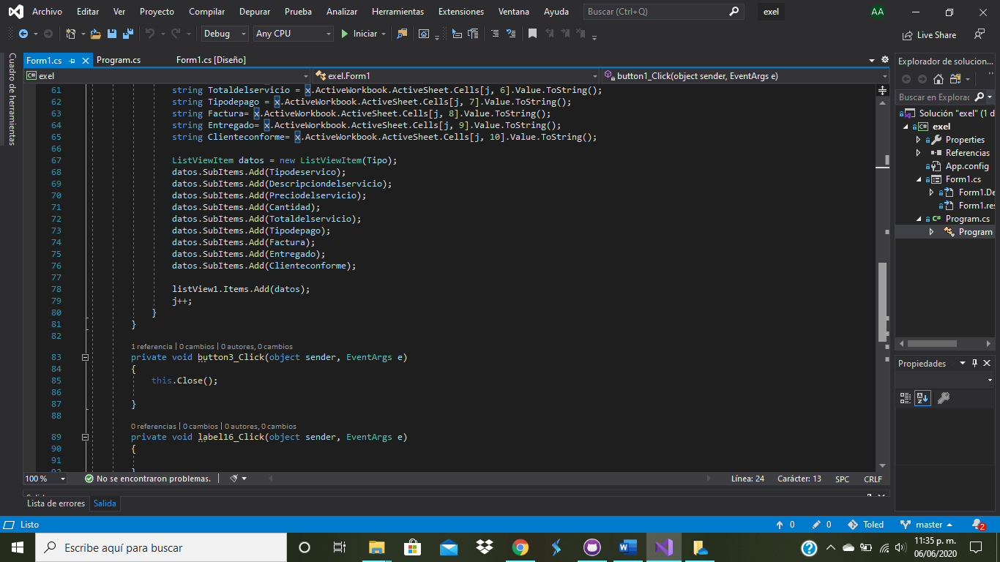 Archivo Editar Ver Proyecto Compilar Depurar Prueba Analizar Herramientas Extensiones Ventana Ayuda Buscar (Ctrl+Q) exel AA
Debug Any CPU Iniciar Live Share
Cuadro de herramientas
Form1.cs Program.cs Form1.cs [Diseño]
exel exel.Form1 button1_Click(object sender, EventArgs e)
61 string Totaldelservicio = x.ActiveWorkbook.ActiveSheet.Cells[j, 6].Value.ToString();
62 string Tipodepago = x.ActiveWorkbook.ActiveSheet.Cells[j, 7].Value.ToString();
63 string Factura= x.ActiveWorkbook.ActiveSheet.Cells[j, 8].Value.ToString();
64 string Entregado= x.ActiveWorkbook.ActiveSheet.Cells[j, 9].Value.ToString();
65 string Clienteconforme= x.ActiveWorkbook.ActiveSheet.Cells[j, 10].Value.ToString();
66
67 ListViewItem datos = new ListViewItem(Tipo);
68 datos.SubItems.Add(Tipodeservico);
69 datos.SubItems.Add(Descripciondelservicio);
70 datos.SubItems.Add(Preciodelservicio);
71 datos.SubItems.Add(Cantidad);
72 datos.SubItems.Add(Totaldelservicio);
73 datos.SubItems.Add(Tipodepago);
74 datos.SubItems.Add(Factura);
75 datos.SubItems.Add(Entregado);
76 datos.SubItems.Add(Clienteconforme);
77
78 listView1.Items.Add(datos);
79 j++;
80 }
81 }
82
1 referencia | 0 cambios | 0 autores, 0 cambios
83 private void button3_Click(object sender, EventArgs e)
84 {
85 this.Close();
86
87 }
88
0 referencias | 0 cambios | 0 autores, 0 cambios
89 private void label16_Click(object sender, EventArgs e)
90 {
91
92 }
100 % No se encontraron problemas. Línea: 24 Carácter: 13 SPC CRLF
Salida
Lista de errores Salida
Explorador de solucion...
Buscar en Explorac
Solución "exel" (1 d
exel
Properties
Referencias
App.config
Form1.cs
Form1.De
Form1.res
Program.cs
Program
Propiedades
Listo 0 0 Toled master 2
Escribe aquí para buscar
11:35 p. m.
06/06/2020